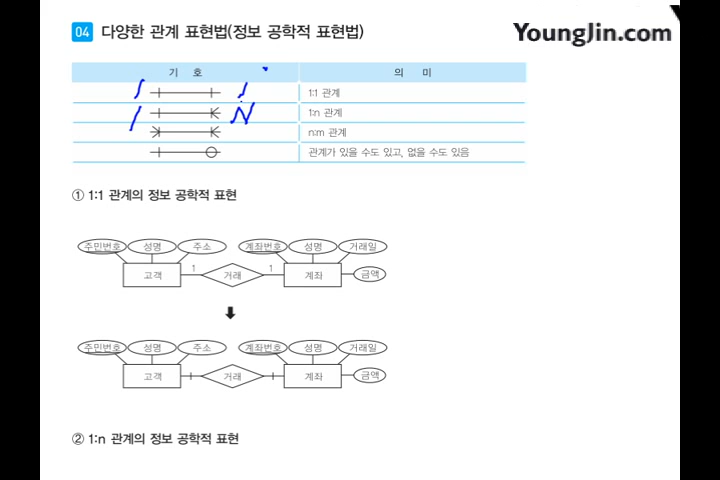 04 다양한 관계 표현법(정보 공학적 표현법)
YoungJin.com
기 호 의 미
1 1 1:1 관계
1 N 1:n 관계
n:m 관계
관계가 있을 수도 있고, 없을 수도 있음
① 1:1 관계의 정보 공학적 표현
주민번호 성명 주소 계좌번호 성명 거래일
고객 1 거래 1 계좌 금액
주민번호 성명 주소 계좌번호 성명 거래일
고객 거래 계좌 금액
② 1:n 관계의 정보 공학적 표현